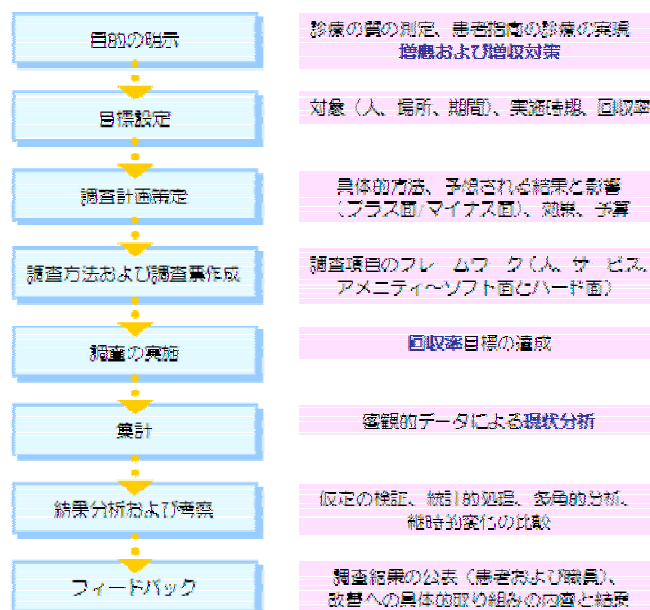 目的の明示
診療の質の測定、患者指向の診療の実現
増患および増収対策
目標設定
対象（人、場所、期間）、実施時期、回収率
調査計画策定
具体的方法、予想される結果と影響
（プラス面/マイナス面）、効果、予算
調査方法および調査票作成
調査項目のフレームワーク（人、サービス、
アメニティ～ソフト面とハード面）
調査の実施
回収率目標の達成
集計
客観的データによる現状分析
結果分析および考察
仮定の検証、統計的処理、多角的分析、
継時的変化の比較
フィードバック
調査結果の公表（患者および職員）、
改善への具体的取り組みの内容と結果